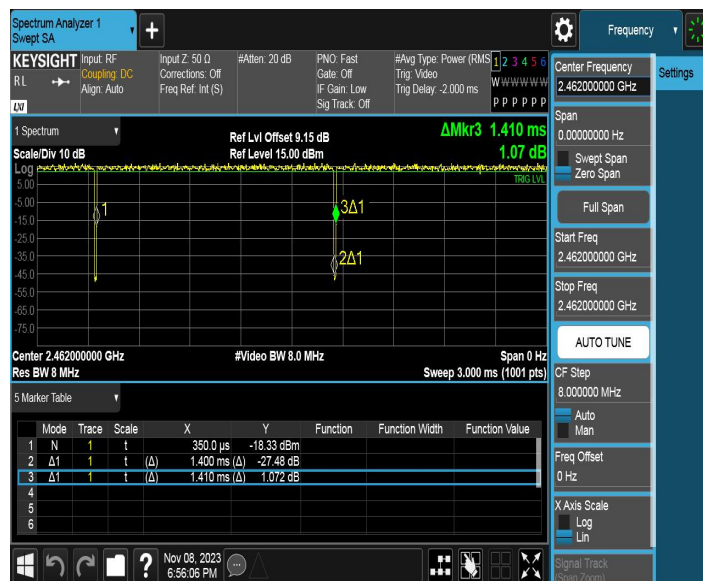 Spectrum Analyzer 1
Swept SA
Frequency
KEYSIGHT
RL
LXI
Input: RF
Coupling: DC
Align: Auto
Input Z: 50 Ω
Corrections: Off
Freq Ref: Int (S)
#Atten: 20 dB
PNO: Fast
Gate: Off
IF Gain: Low
Sig Track: Off
#Avg Type: Power (RMS
Trig: Video
Trig Delay: -2.000 ms
1 2 3 4 5 6
W W W W W W
P P P P P P
1 Spectrum
Scale/Div 10 dB
Ref Lvl Offset 9.15 dB
Ref Level 15.00 dBm
ΔMkr3 1.410 ms
1.07 dB
Log
TRIG LVL
5.00
-5.00
-15.0
-25.0
-35.0
-45.0
-55.0
-65.0
-75.0
1
3Δ1
2Δ1
Center 2.462000000 GHz
#Video BW 8.0 MHz
Span 0 Hz
Res BW 8 MHz
Sweep 3.000 ms (1001 pts)
5 Marker Table
Mode Trace Scale X Y Function Function Width Function Value
1 N 1 t 350.0 µs -18.33 dBm
2 Δ1 1 t (Δ) 1.400 ms (Δ) -27.48 dB
3 Δ1 1 t (Δ) 1.410 ms (Δ) 1.072 dB
4
5
6
Nov 08, 2023
6:56:06 PM
Center Frequency
2.462000000 GHz
Settings
Span
0.00000000 Hz
Swept Span
Zero Span
Full Span
Start Freq
2.462000000 GHz
Stop Freq
2.462000000 GHz
AUTO TUNE
CF Step
8.000000 MHz
Auto
Man
Freq Offset
0 Hz
X Axis Scale
Log
Lin
Signal Track
(Span Zoom)